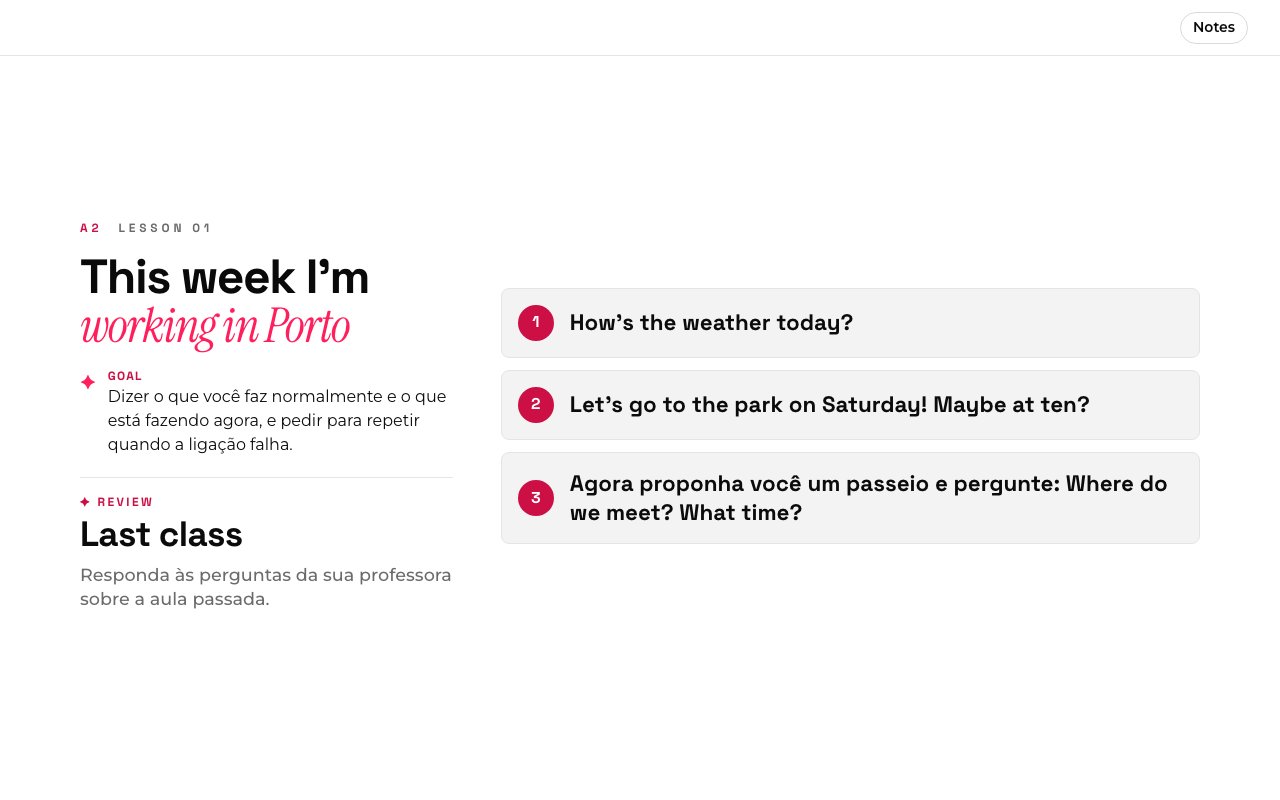 Notes
A2 LESSON 01
This week I’m
working in Porto
GOAL
Dizer o que você faz normalmente e o que
está fazendo agora, e pedir para repetir
quando a ligação falha.
REVIEW
Last class
Responda às perguntas da sua professora
sobre a aula passada.
1 How’s the weather today?
2 Let’s go to the park on Saturday! Maybe at ten?
3 Agora proponha você um passeio e pergunte: Where do
we meet? What time?